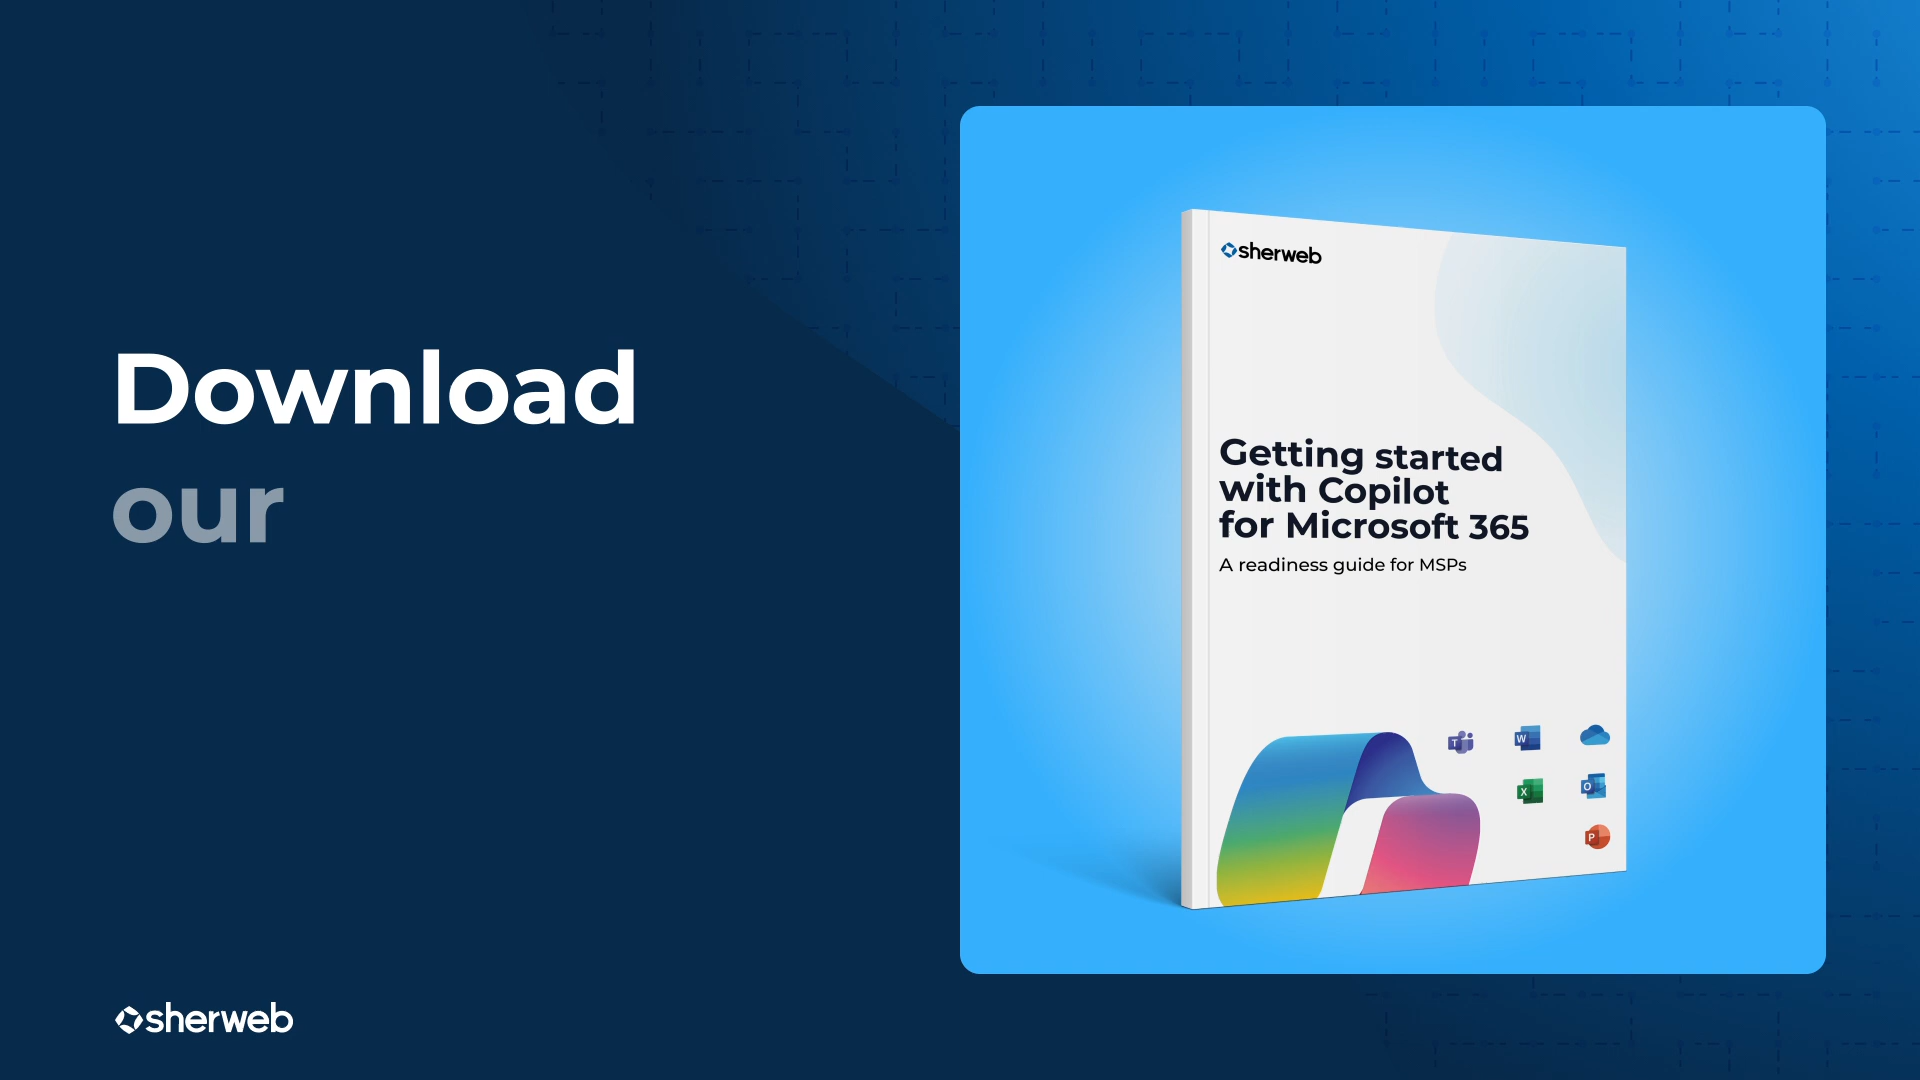 Download
our
sherweb
sherweb
Getting started
with Copilot
for Microsoft 365
A readiness guide for MSPs
T
W
X
O
P